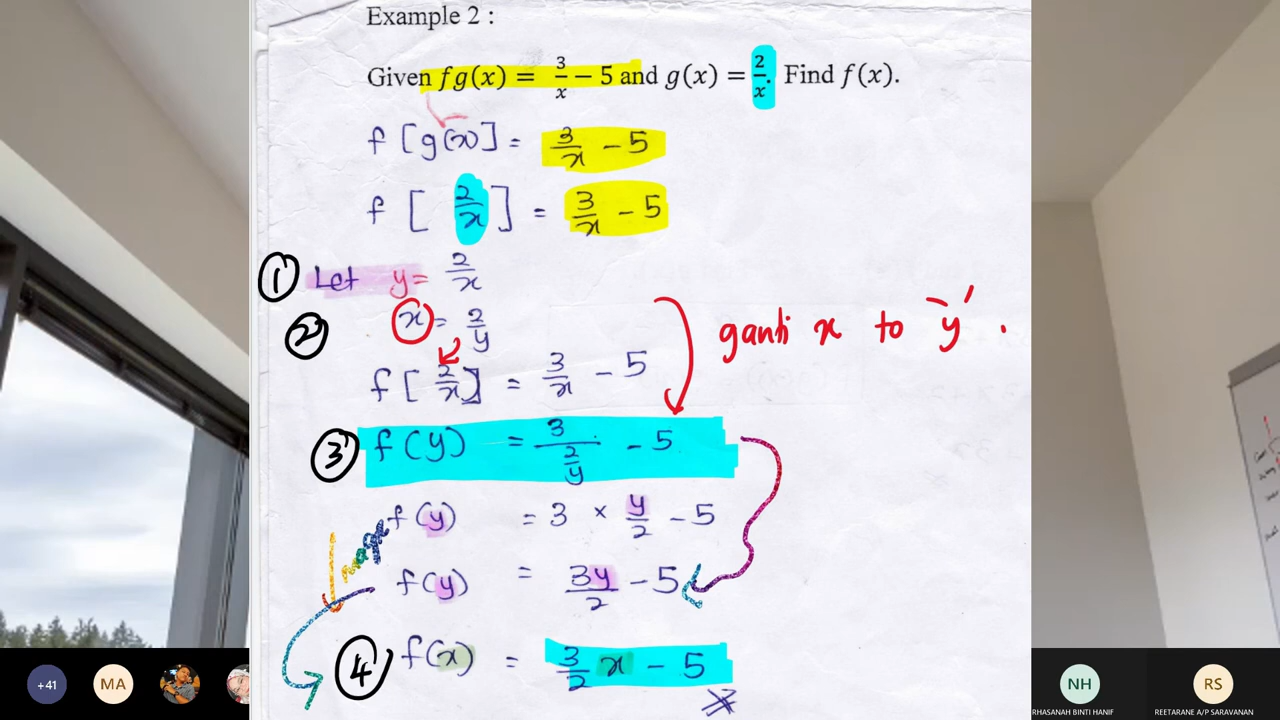 Example 2 :
Given fg(x) = 3/x − 5 and g(x) = 2/x. Find f(x).
f [g(x)] = 3/x − 5
f [ 2/x ] = 3/x − 5
① Let y = 2/x
② x = 2/y
ganti x to 'y' .
f [ 2/x ] = 3/x − 5
③ f (y) = 3/(2/y) − 5
f (y) = 3 × y/2 − 5
f (y) = 3y/2 − 5
④ f(x) = 3/2 x − 5
+41
MA
NH
RS
RHASANAH BINTI HANIF
REETARANE A/P SARAVANAN